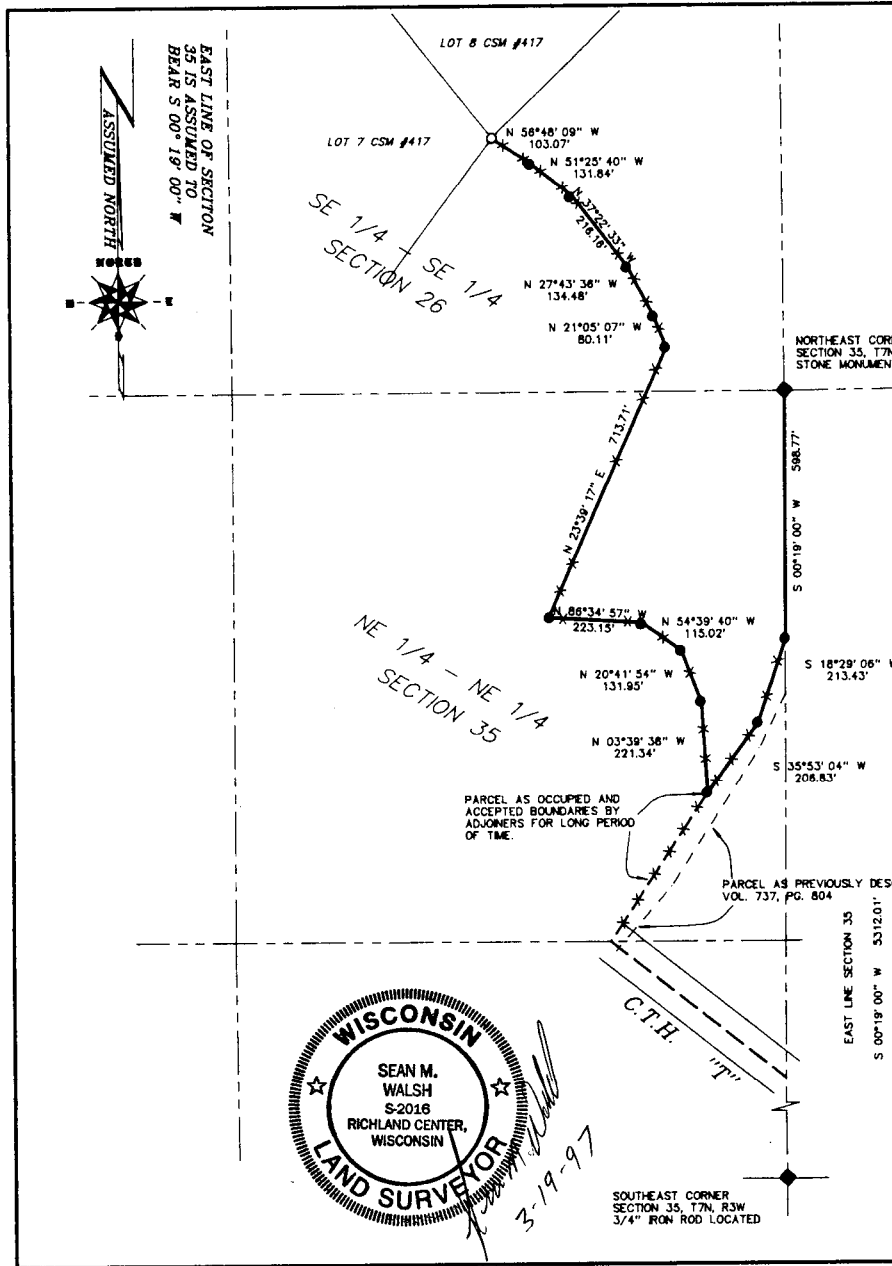 LOT 8 CSM #417
EAST LINE OF SECITON
35 IS ASSUMED TO
BEAR S 00° 19' 00" W
ASSUMED NORTH
LOT 7 CSM #417
N 56°48' 09" W
103.07'
N 51°25' 40" W
131.84'
N 37°22' 33" W
216.16'
SE 1/4 - SE 1/4
SECTION 26
N 27°43' 36" W
134.48'
N 21°05' 07" W
80.11'
NORTHEAST COR
SECTION 35, T7N
STONE MONUMEN
N 23°39' 17" E 713.71'
S 00°19' 00" W 598.77'
N 86°34' 57" W
223.15'
N 54°39' 40" W
115.02'
NE 1/4 - NE 1/4
SECTION 35
N 20°41' 54" W
131.95'
S 18°29' 06" W
213.43'
N 03°39' 36" W
221.34'
S 35°53' 04" W
206.83'
PARCEL AS OCCUPIED AND
ACCEPTED BOUNDARIES BY
ADJOINERS FOR LONG PERIOD
OF TIME.
PARCEL AS PREVIOUSLY DES
VOL. 737, PG. 804
EAST LINE SECTION 35
S 00°19' 00" W 5312.01'
C.T.H. "T"
WISCONSIN
SEAN M.
WALSH
S-2016
RICHLAND CENTER,
WISCONSIN
LAND SURVEYOR
3-19-97
SOUTHEAST CORNER
SECTION 35, T7N, R3W
3/4" IRON ROD LOCATED